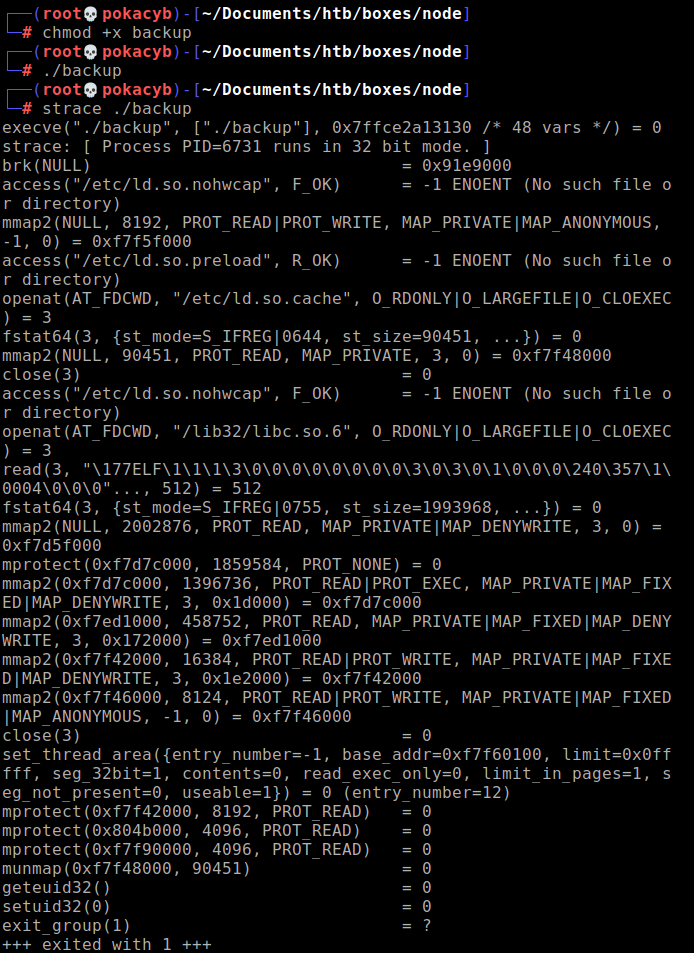 ┌──(root💀pokacyb)-[~/Documents/htb/boxes/node]
└─# chmod +x backup
┌──(root💀pokacyb)-[~/Documents/htb/boxes/node]
└─# ./backup
┌──(root💀pokacyb)-[~/Documents/htb/boxes/node]
└─# strace ./backup
execve("./backup", ["./backup"], 0x7ffce2a13130 /* 48 vars */) = 0
strace: [ Process PID=6731 runs in 32 bit mode. ]
brk(NULL)                               = 0x91e9000
access("/etc/ld.so.nohwcap", F_OK)      = -1 ENOENT (No such file o
r directory)
mmap2(NULL, 8192, PROT_READ|PROT_WRITE, MAP_PRIVATE|MAP_ANONYMOUS,
-1, 0) = 0xf7f5f000
access("/etc/ld.so.preload", R_OK)      = -1 ENOENT (No such file o
r directory)
openat(AT_FDCWD, "/etc/ld.so.cache", O_RDONLY|O_LARGEFILE|O_CLOEXEC
) = 3
fstat64(3, {st_mode=S_IFREG|0644, st_size=90451, ...}) = 0
mmap2(NULL, 90451, PROT_READ, MAP_PRIVATE, 3, 0) = 0xf7f48000
close(3)                                = 0
access("/etc/ld.so.nohwcap", F_OK)      = -1 ENOENT (No such file o
r directory)
openat(AT_FDCWD, "/lib32/libc.so.6", O_RDONLY|O_LARGEFILE|O_CLOEXEC
) = 3
read(3, "\177ELF\1\1\1\3\0\0\0\0\0\0\0\0\3\0\3\0\1\0\0\0\240\357\1\
0004\0\0\0"..., 512) = 512
fstat64(3, {st_mode=S_IFREG|0755, st_size=1993968, ...}) = 0
mmap2(NULL, 2002876, PROT_READ, MAP_PRIVATE|MAP_DENYWRITE, 3, 0) =
0xf7d5f000
mprotect(0xf7d7c000, 1859584, PROT_NONE) = 0
mmap2(0xf7d7c000, 1396736, PROT_READ|PROT_EXEC, MAP_PRIVATE|MAP_FIX
ED|MAP_DENYWRITE, 3, 0x1d000) = 0xf7d7c000
mmap2(0xf7ed1000, 458752, PROT_READ, MAP_PRIVATE|MAP_FIXED|MAP_DENY
WRITE, 3, 0x172000) = 0xf7ed1000
mmap2(0xf7f42000, 16384, PROT_READ|PROT_WRITE, MAP_PRIVATE|MAP_FIXE
D|MAP_DENYWRITE, 3, 0x1e2000) = 0xf7f42000
mmap2(0xf7f46000, 8124, PROT_READ|PROT_WRITE, MAP_PRIVATE|MAP_FIXED
|MAP_ANONYMOUS, -1, 0) = 0xf7f46000
close(3)                                = 0
set_thread_area({entry_number=-1, base_addr=0xf7f60100, limit=0x0ff
fff, seg_32bit=1, contents=0, read_exec_only=0, limit_in_pages=1, s
eg_not_present=0, useable=1}) = 0 (entry_number=12)
mprotect(0xf7f42000, 8192, PROT_READ)   = 0
mprotect(0x804b000, 4096, PROT_READ)    = 0
mprotect(0xf7f90000, 4096, PROT_READ)   = 0
munmap(0xf7f48000, 90451)               = 0
geteuid32()                             = 0
setuid32(0)                             = 0
exit_group(1)                           = ?
+++ exited with 1 +++